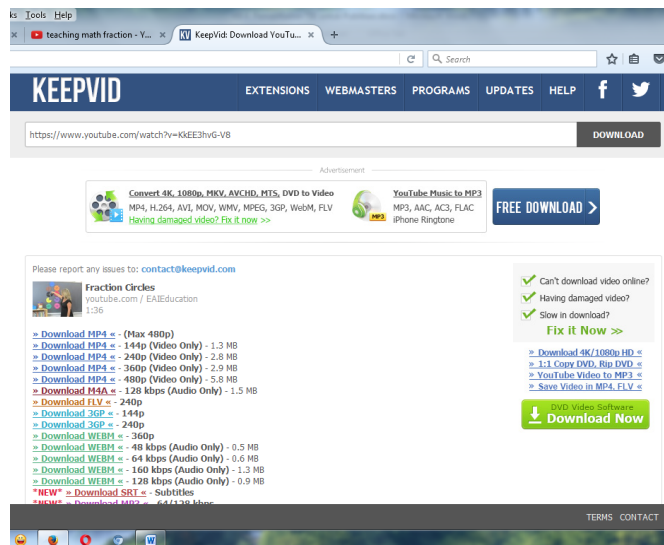 ks Tools Help
teaching math fraction - Y... × KeepVid: Download YouTu... × +
Search
KEEPVID EXTENSIONS WEBMASTERS PROGRAMS UPDATES HELP
https://www.youtube.com/watch?v=KkEE3hvG-V8 DOWNLOAD
Advertisement
Convert 4K, 1080p, MKV, AVCHD, MTS, DVD to Video
MP4, H.264, AVI, MOV, WMV, MPEG, 3GP, WebM, FLV
Having damaged video? Fix it now >>
MP3
YouTube Music to MP3
MP3, AAC, AC3, FLAC
iPhone Ringtone
FREE DOWNLOAD >
Please report any issues to: contact@keepvid.com
Fraction Circles
youtube.com / EAIEducation
1:36
» Download MP4 « - (Max 480p)
» Download MP4 « - 144p (Video Only) - 1.3 MB
» Download MP4 « - 240p (Video Only) - 2.8 MB
» Download MP4 « - 360p (Video Only) - 2.9 MB
» Download MP4 « - 480p (Video Only) - 5.8 MB
» Download M4A « - 128 kbps (Audio Only) - 1.5 MB
» Download FLV « - 240p
» Download 3GP « - 144p
» Download 3GP « - 240p
» Download WEBM « - 360p
» Download WEBM « - 48 kbps (Audio Only) - 0.5 MB
» Download WEBM « - 64 kbps (Audio Only) - 0.6 MB
» Download WEBM « - 160 kbps (Audio Only) - 1.3 MB
» Download WEBM « - 128 kbps (Audio Only) - 0.9 MB
*NEW* » Download SRT « - Subtitles
*NEW* » Download MP3 « - 64/128 kbps
Can't download video online?
Having damaged video?
Slow in download?
Fix it Now >>
» Download 4K/1080p HD «
» 1:1 Copy DVD, Rip DVD «
» YouTube Video to MP3 «
» Save Video in MP4. FLV «
DVD Video Software
Download Now
TERMS CONTACT